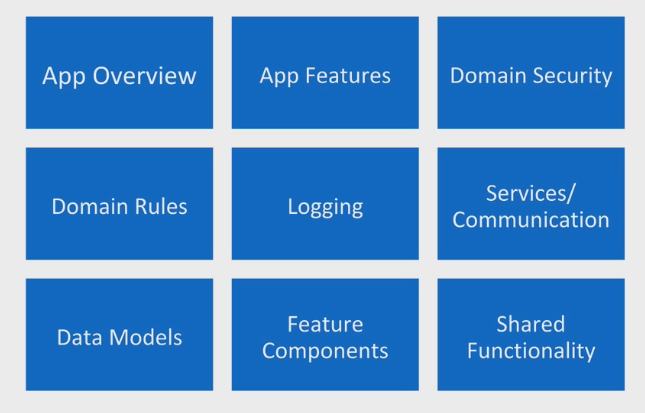 App Overview
App Features
Domain Security
Domain Rules
Logging
Services/
Communication
Data Models
Feature
Components
Shared
Functionality